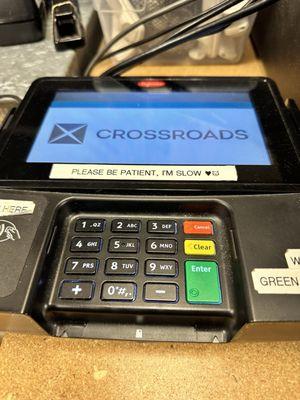 CROSSROADS
PLEASE BE PATIENT, I'M SLOW ♥
HERE
1 QZ 2 ABC 3 DEF Cancel
4 GHI 5 JKL 6 MNO Clear
7 PRS 8 TUV 9 WXY Enter
+ 0*#,. –
W
GREEN